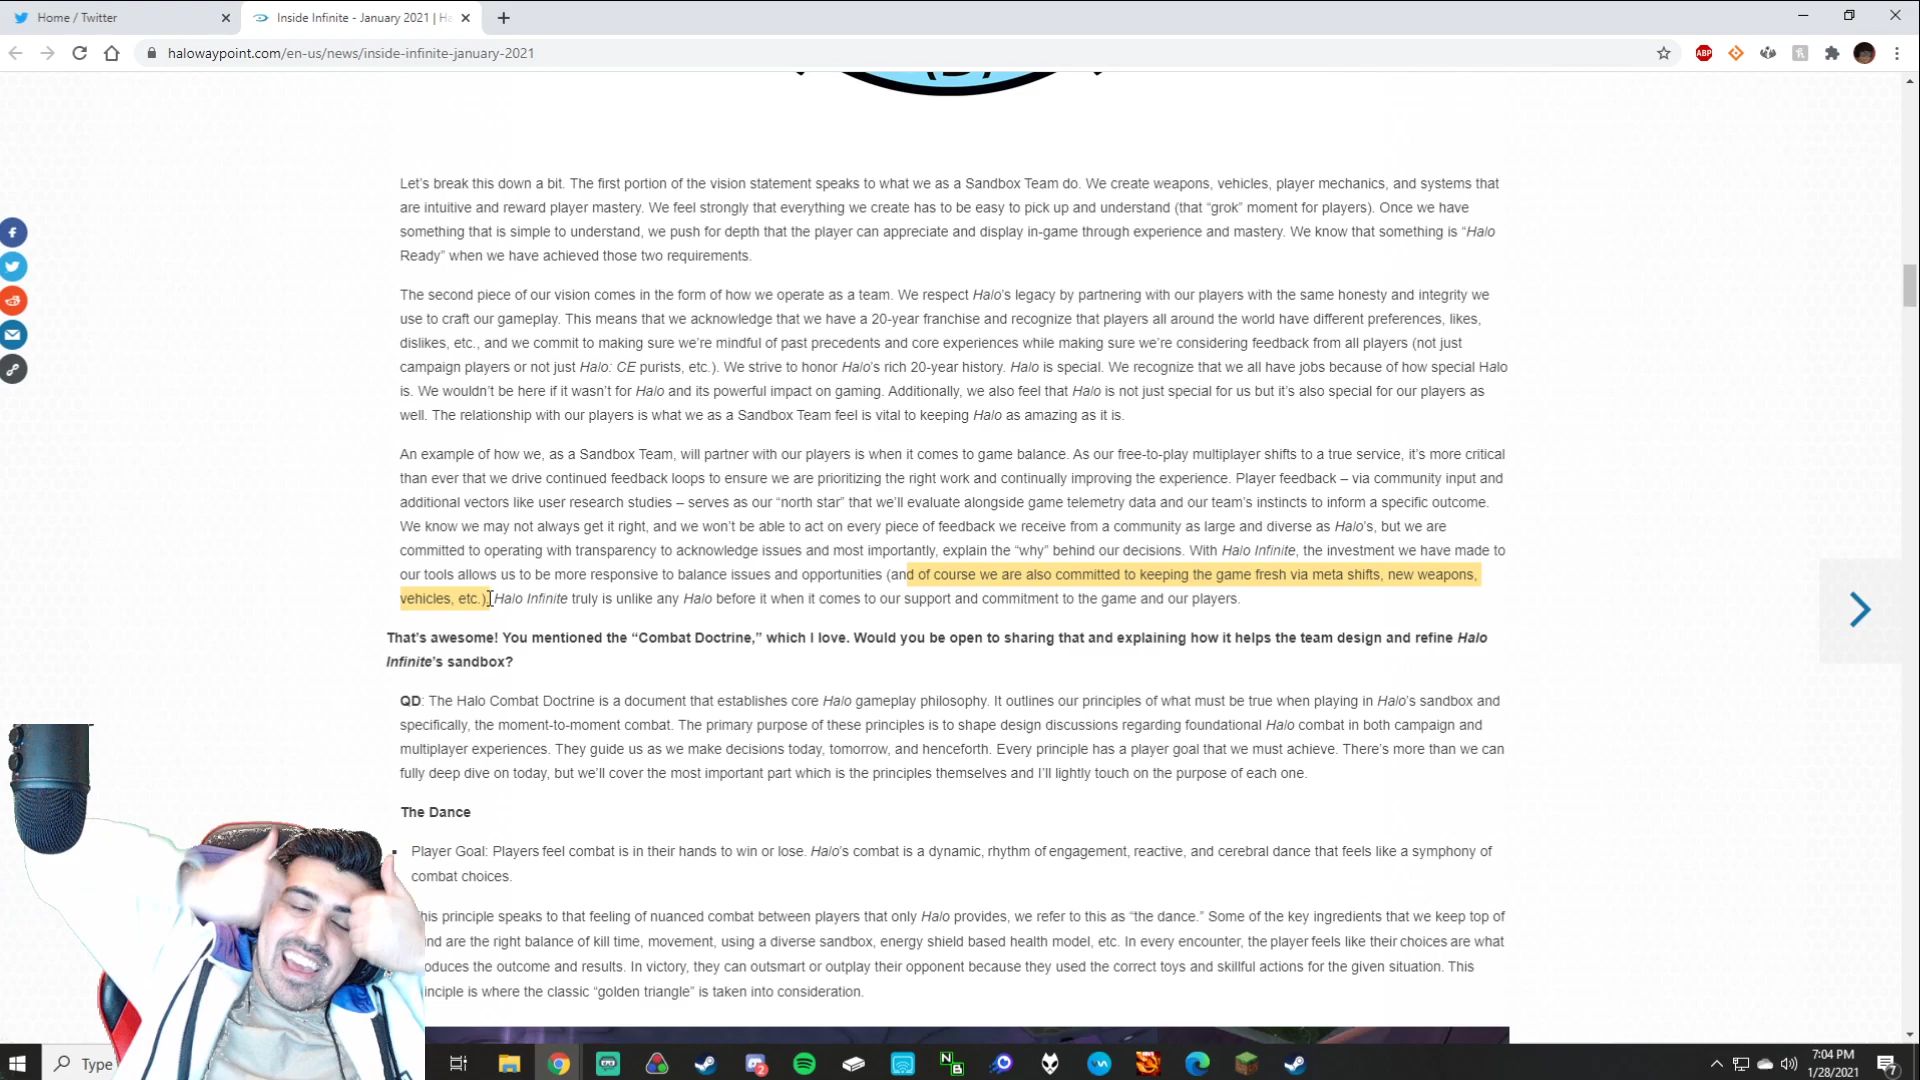 Home / Twitter
Inside Infinite - January 2021 | Ha
halowaypoint.com/en-us/news/inside-infinite-january-2021
ABP
Let's break this down a bit. The first portion of the vision statement speaks to what we as a Sandbox Team do. We create weapons, vehicles, player mechanics, and systems that
are intuitive and reward player mastery. We feel strongly that everything we create has to be easy to pick up and understand (that “grok” moment for players). Once we have
something that is simple to understand, we push for depth that the player can appreciate and display in-game through experience and mastery. We know that something is “Halo
Ready” when we have achieved those two requirements.
The second piece of our vision comes in the form of how we operate as a team. We respect Halo's legacy by partnering with our players with the same honesty and integrity we
use to craft our gameplay. This means that we acknowledge that we have a 20-year franchise and recognize that players all around the world have different preferences, likes,
dislikes, etc., and we commit to making sure we're mindful of past precedents and core experiences while making sure we're considering feedback from all players (not just
campaign players or not just Halo: CE purists, etc.). We strive to honor Halo's rich 20-year history. Halo is special. We recognize that we all have jobs because of how special Halo
is. We wouldn't be here if it wasn't for Halo and its powerful impact on gaming. Additionally, we also feel that Halo is not just special for us but it's also special for our players as
well. The relationship with our players is what we as a Sandbox Team feel is vital to keeping Halo as amazing as it is.
An example of how we, as a Sandbox Team, will partner with our players is when it comes to game balance. As our free-to-play multiplayer shifts to a true service, it's more critical
than ever that we drive continued feedback loops to ensure we are prioritizing the right work and continually improving the experience. Player feedback – via community input and
additional vectors like user research studies – serves as our “north star” that we'll evaluate alongside game telemetry data and our team's instincts to inform a specific outcome.
We know we may not always get it right, and we won't be able to act on every piece of feedback we receive from a community as large and diverse as Halo's, but we are
committed to operating with transparency to acknowledge issues and most importantly, explain the “why” behind our decisions. With Halo Infinite, the investment we have made to
our tools allows us to be more responsive to balance issues and opportunities (and of course we are also committed to keeping the game fresh via meta shifts, new weapons,
vehicles, etc.). Halo Infinite truly is unlike any Halo before it when it comes to our support and commitment to the game and our players.
That's awesome! You mentioned the “Combat Doctrine,” which I love. Would you be open to sharing that and explaining how it helps the team design and refine Halo
Infinite's sandbox?
QD: The Halo Combat Doctrine is a document that establishes core Halo gameplay philosophy. It outlines our principles of what must be true when playing in Halo's sandbox and
specifically, the moment-to-moment combat. The primary purpose of these principles is to shape design discussions regarding foundational Halo combat in both campaign and
multiplayer experiences. They guide us as we make decisions today, tomorrow, and henceforth. Every principle has a player goal that we must achieve. There's more than we can
fully deep dive on today, but we'll cover the most important part which is the principles themselves and I'll lightly touch on the purpose of each one.
The Dance
Player Goal: Players feel combat is in their hands to win or lose. Halo's combat is a dynamic, rhythm of engagement, reactive, and cerebral dance that feels like a symphony of
combat choices.
his principle speaks to that feeling of nuanced combat between players that only Halo provides, we refer to this as “the dance.” Some of the key ingredients that we keep top of
ind are the right balance of kill time, movement, using a diverse sandbox, energy shield based health model, etc. In every encounter, the player feels like their choices are what
oduces the outcome and results. In victory, they can outsmart or outplay their opponent because they used the correct toys and skillful actions for the given situation. This
inciple is where the classic “golden triangle” is taken into consideration.
Type
2
N
B
7:04 PM
1/28/2021
7